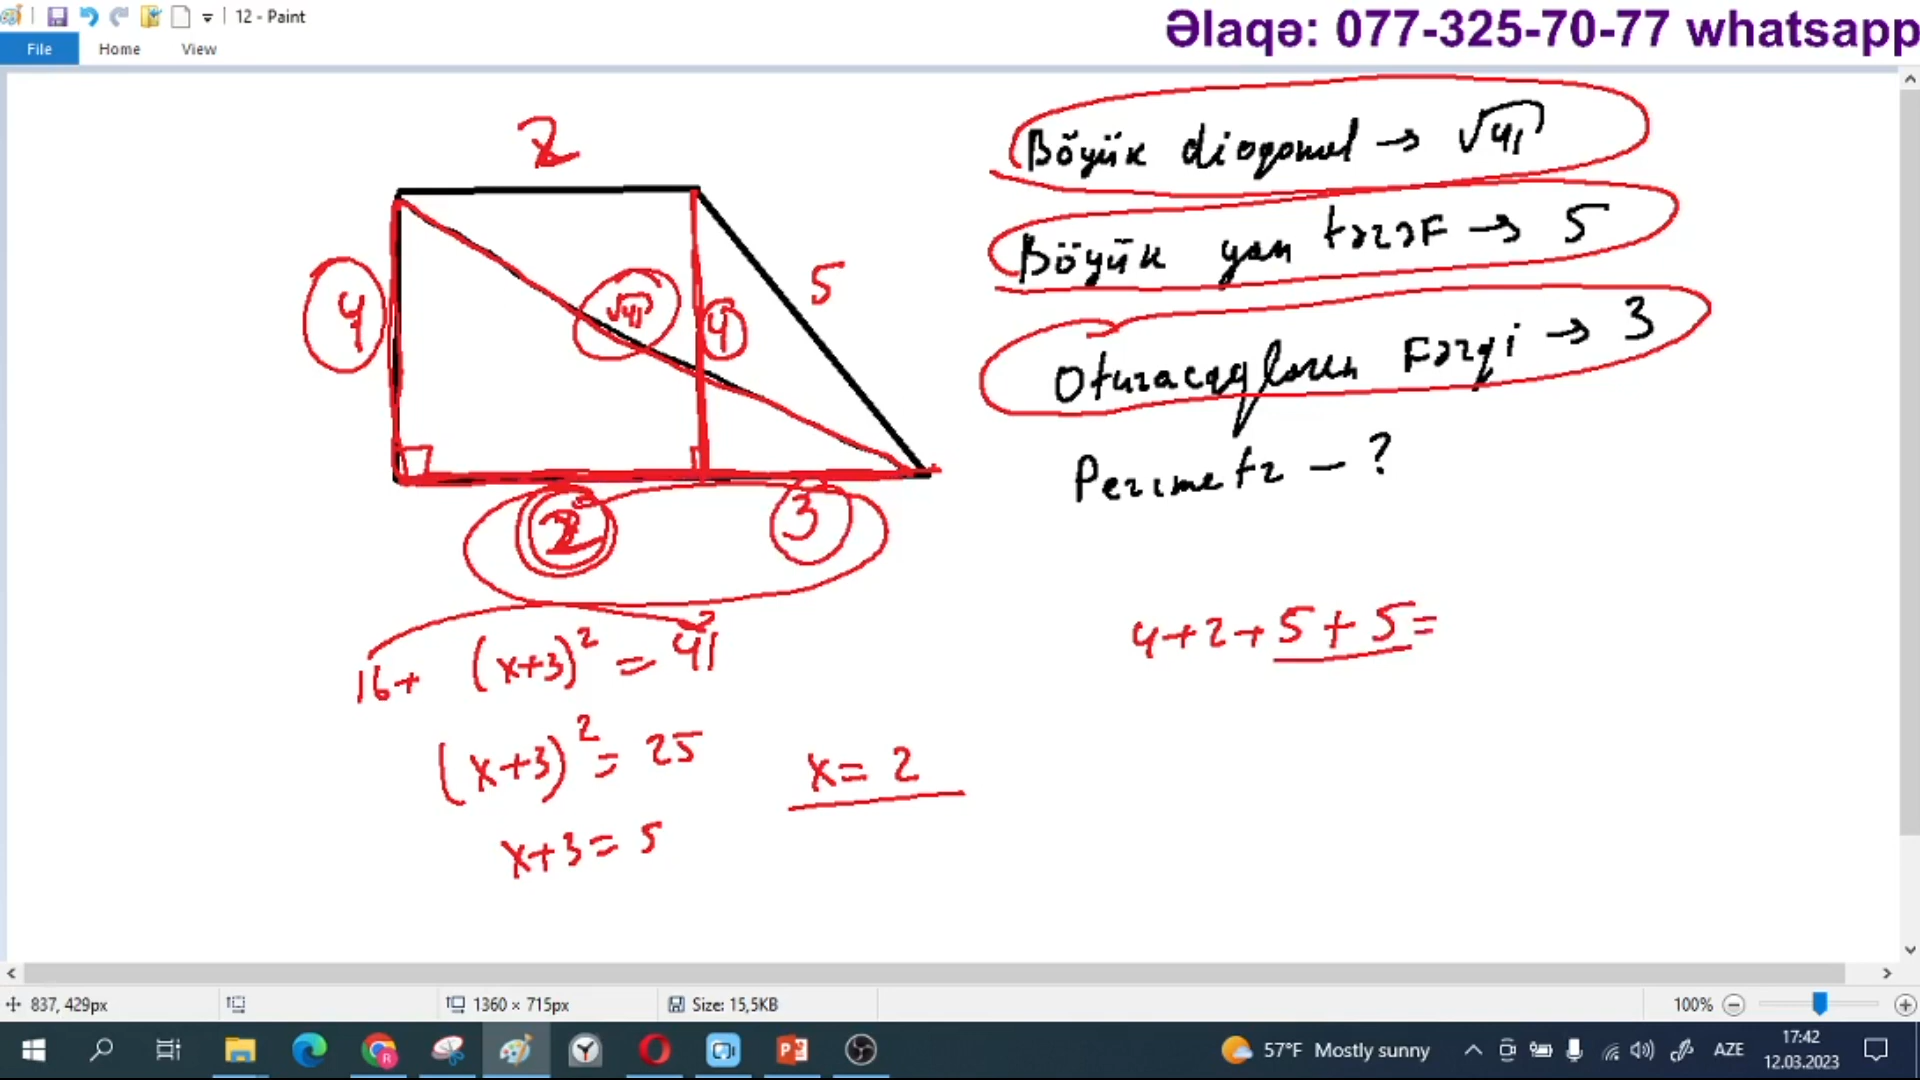 12 - Paint
Əlaqə: 077-325-70-77 whatsapp
File Home View
2
4
√41
4
5
2
3
Böyük diaqonal → √41
Böyük yan tərəf → 5
Oturacaqların Fərqi → 3
Perimetr – ?
16+ (x+3)² = 41
(x+3)² = 25
x+3 = 5
x = 2
4+2+5+5=
837, 429px
1360 × 715px
Size: 15,5KB
100%
57°F Mostly sunny
AZE
17:42
12.03.2023